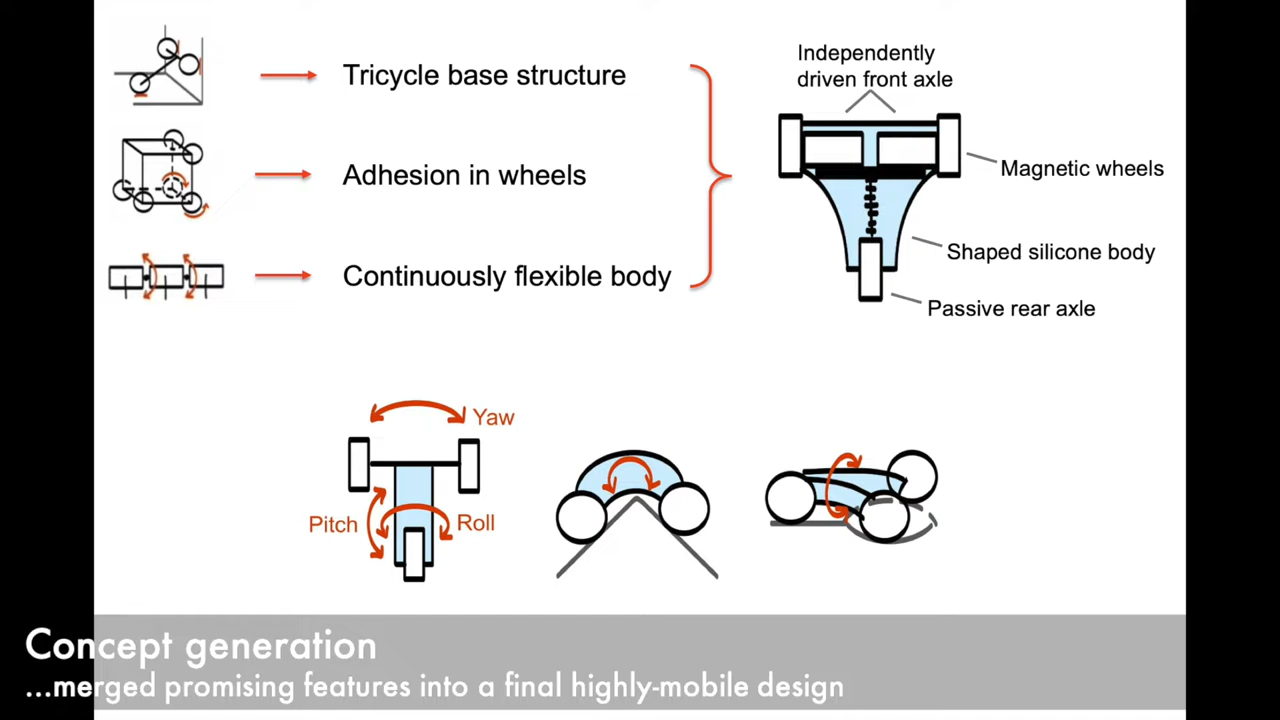 Tricycle base structure
Adhesion in wheels
Continuously flexible body
Independently
driven front axle
Magnetic wheels
Shaped silicone body
Passive rear axle
Yaw
Pitch
Roll
Concept generation
...merged promising features into a final highly-mobile design